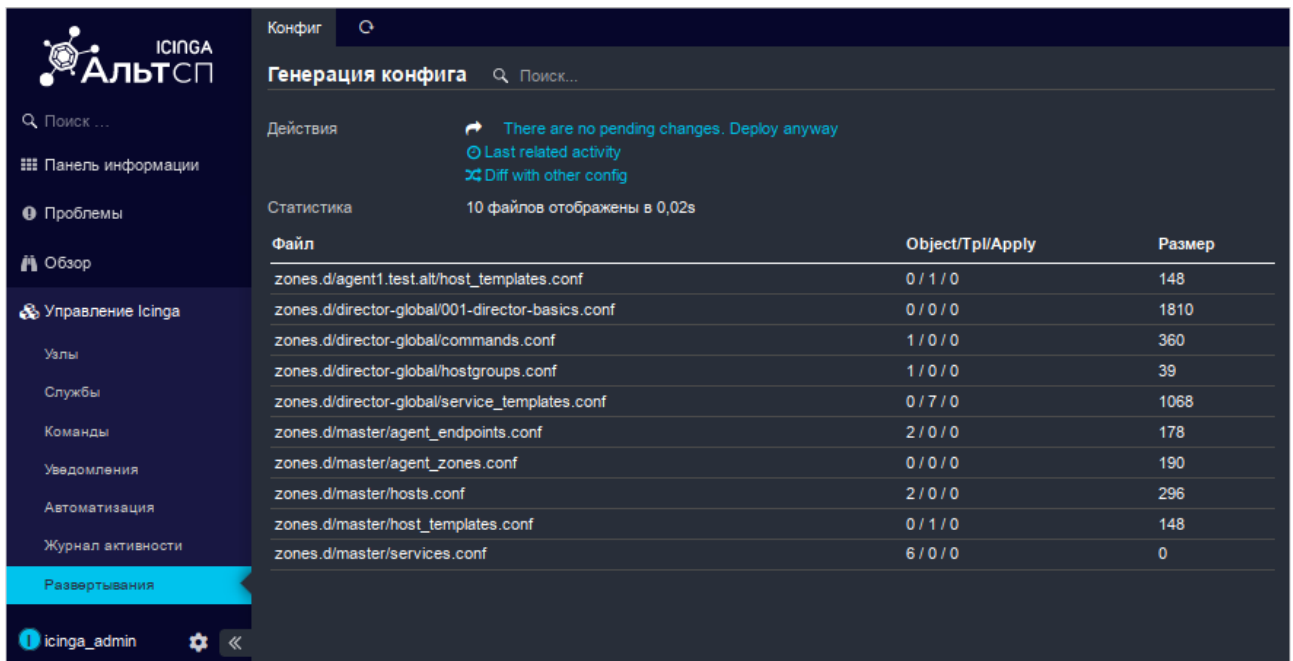 ICINGA
Альт СП
Поиск ...
Панель информации
Проблемы
Обзор
Управление Icinga
Узлы
Службы
Команды
Уведомления
Автоматизация
Журнал активности
Развертывания
icinga_admin
Конфиг
Генерация конфига Поиск...
Действия There are no pending changes. Deploy anyway
Last related activity
Diff with other config
Статистика 10 файлов отображены в 0,02s
Файл Object/Tpl/Apply Размер
zones.d/agent1.test.alt/host_templates.conf 0 / 1 / 0 148
zones.d/director-global/001-director-basics.conf 0 / 0 / 0 1810
zones.d/director-global/commands.conf 1 / 0 / 0 360
zones.d/director-global/hostgroups.conf 1 / 0 / 0 39
zones.d/director-global/service_templates.conf 0 / 7 / 0 1068
zones.d/master/agent_endpoints.conf 2 / 0 / 0 178
zones.d/master/agent_zones.conf 0 / 0 / 0 190
zones.d/master/hosts.conf 2 / 0 / 0 296
zones.d/master/host_templates.conf 0 / 1 / 0 148
zones.d/master/services.conf 6 / 0 / 0 0